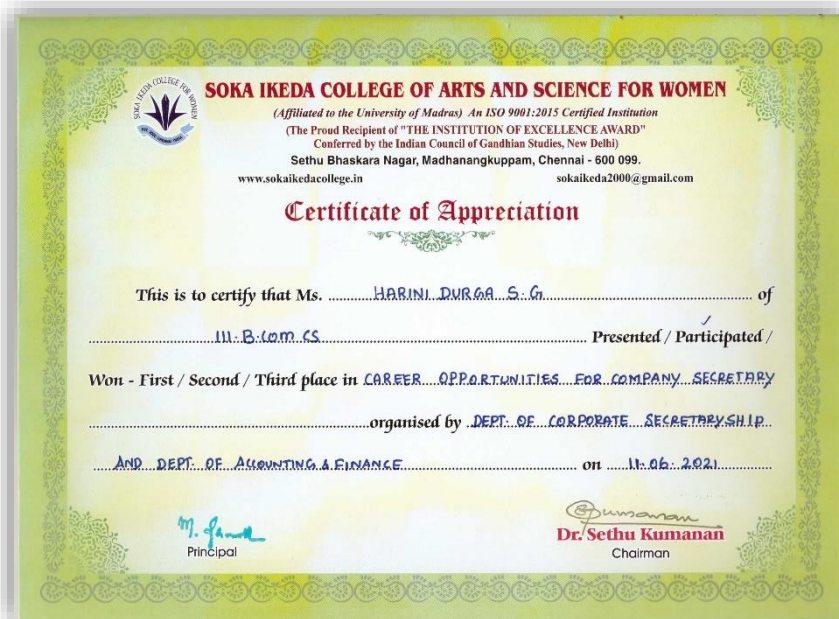 SOKA IKEDA COLLEGE FOR WOMEN
SOKA IKEDA COLLEGE OF ARTS AND SCIENCE FOR WOMEN
(Affiliated to the University of Madras) An ISO 9001:2015 Certified Institution
(The Proud Recipient of "THE INSTITUTION OF EXCELLENCE AWARD"
Conferred by the Indian Council of Gandhian Studies, New Delhi)
Sethu Bhaskara Nagar, Madhanangkuppam, Chennai - 600 099.
www.sokaikedacollege.in sokaikeda2000@gmail.com
Certificate of Appreciation
This is to certify that Ms. HARINI DURGA S.G of
III.B.Com CS Presented / Participated /
Won - First / Second / Third place in CAREER OPPORTUNITIES FOR COMPANY SECRETARY
organised by DEPT. OF CORPORATE SECRETARYSHIP
AND DEPT. OF ACCOUNTING & FINANCE on 11.06.2021
Principal
Dr. Sethu Kumanan
Chairman